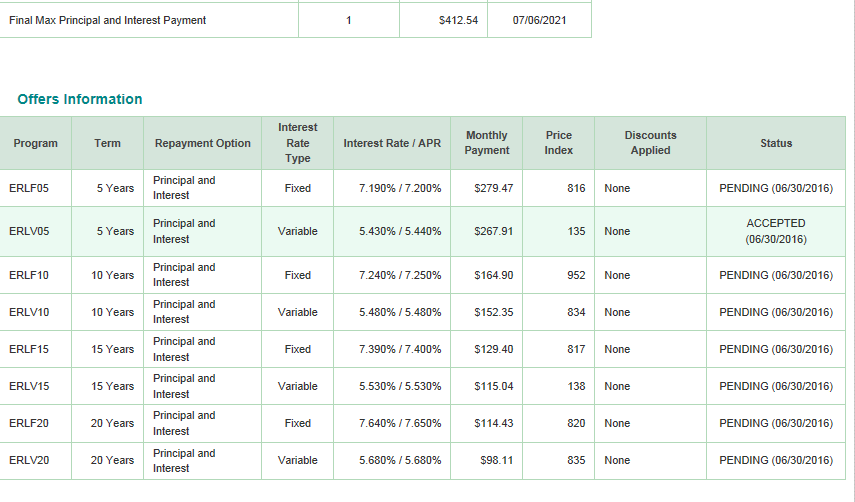 Final Max Principal and Interest Payment 1 $412.54 07/06/2021
Offers Information
Program Term Repayment Option Interest Rate Type Interest Rate / APR Monthly Payment Price Index Discounts Applied Status
ERLF05 5 Years Principal and Interest Fixed 7.190% / 7.200% $279.47 816 None PENDING (06/30/2016)
ERLV05 5 Years Principal and Interest Variable 5.430% / 5.440% $267.91 135 None ACCEPTED (06/30/2016)
ERLF10 10 Years Principal and Interest Fixed 7.240% / 7.250% $164.90 952 None PENDING (06/30/2016)
ERLV10 10 Years Principal and Interest Variable 5.480% / 5.480% $152.35 834 None PENDING (06/30/2016)
ERLF15 15 Years Principal and Interest Fixed 7.390% / 7.400% $129.40 817 None PENDING (06/30/2016)
ERLV15 15 Years Principal and Interest Variable 5.530% / 5.530% $115.04 138 None PENDING (06/30/2016)
ERLF20 20 Years Principal and Interest Fixed 7.640% / 7.650% $114.43 820 None PENDING (06/30/2016)
ERLV20 20 Years Principal and Interest Variable 5.680% / 5.680% $98.11 835 None PENDING (06/30/2016)